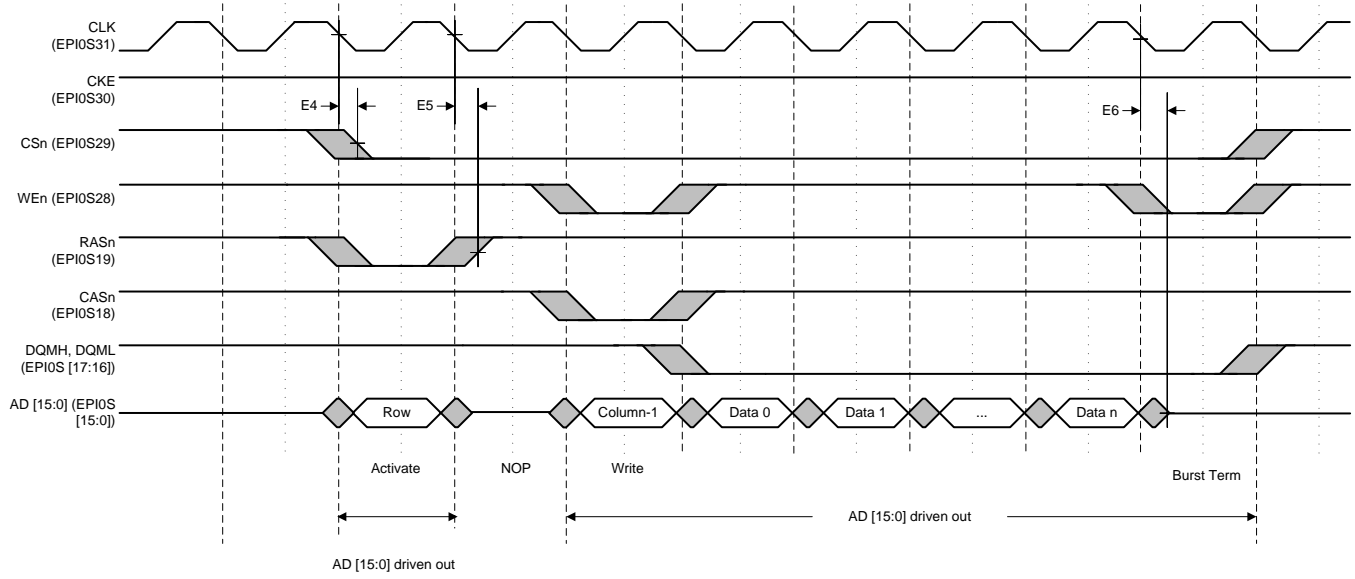 CLK
(EPI0S31)
CKE
(EPI0S30)
E4
E5
E6
CSn (EPI0S29)
WEn (EPI0S28)
RASn
(EPI0S19)
CASn
(EPI0S18)
DQMH, DQML
(EPI0S [17:16])
AD [15:0] (EPI0S
[15:0])
Row
Column-1
Data 0
Data 1
...
Data n
Activate
NOP
Write
Burst Term
AD [15:0] driven out
AD [15:0] driven out